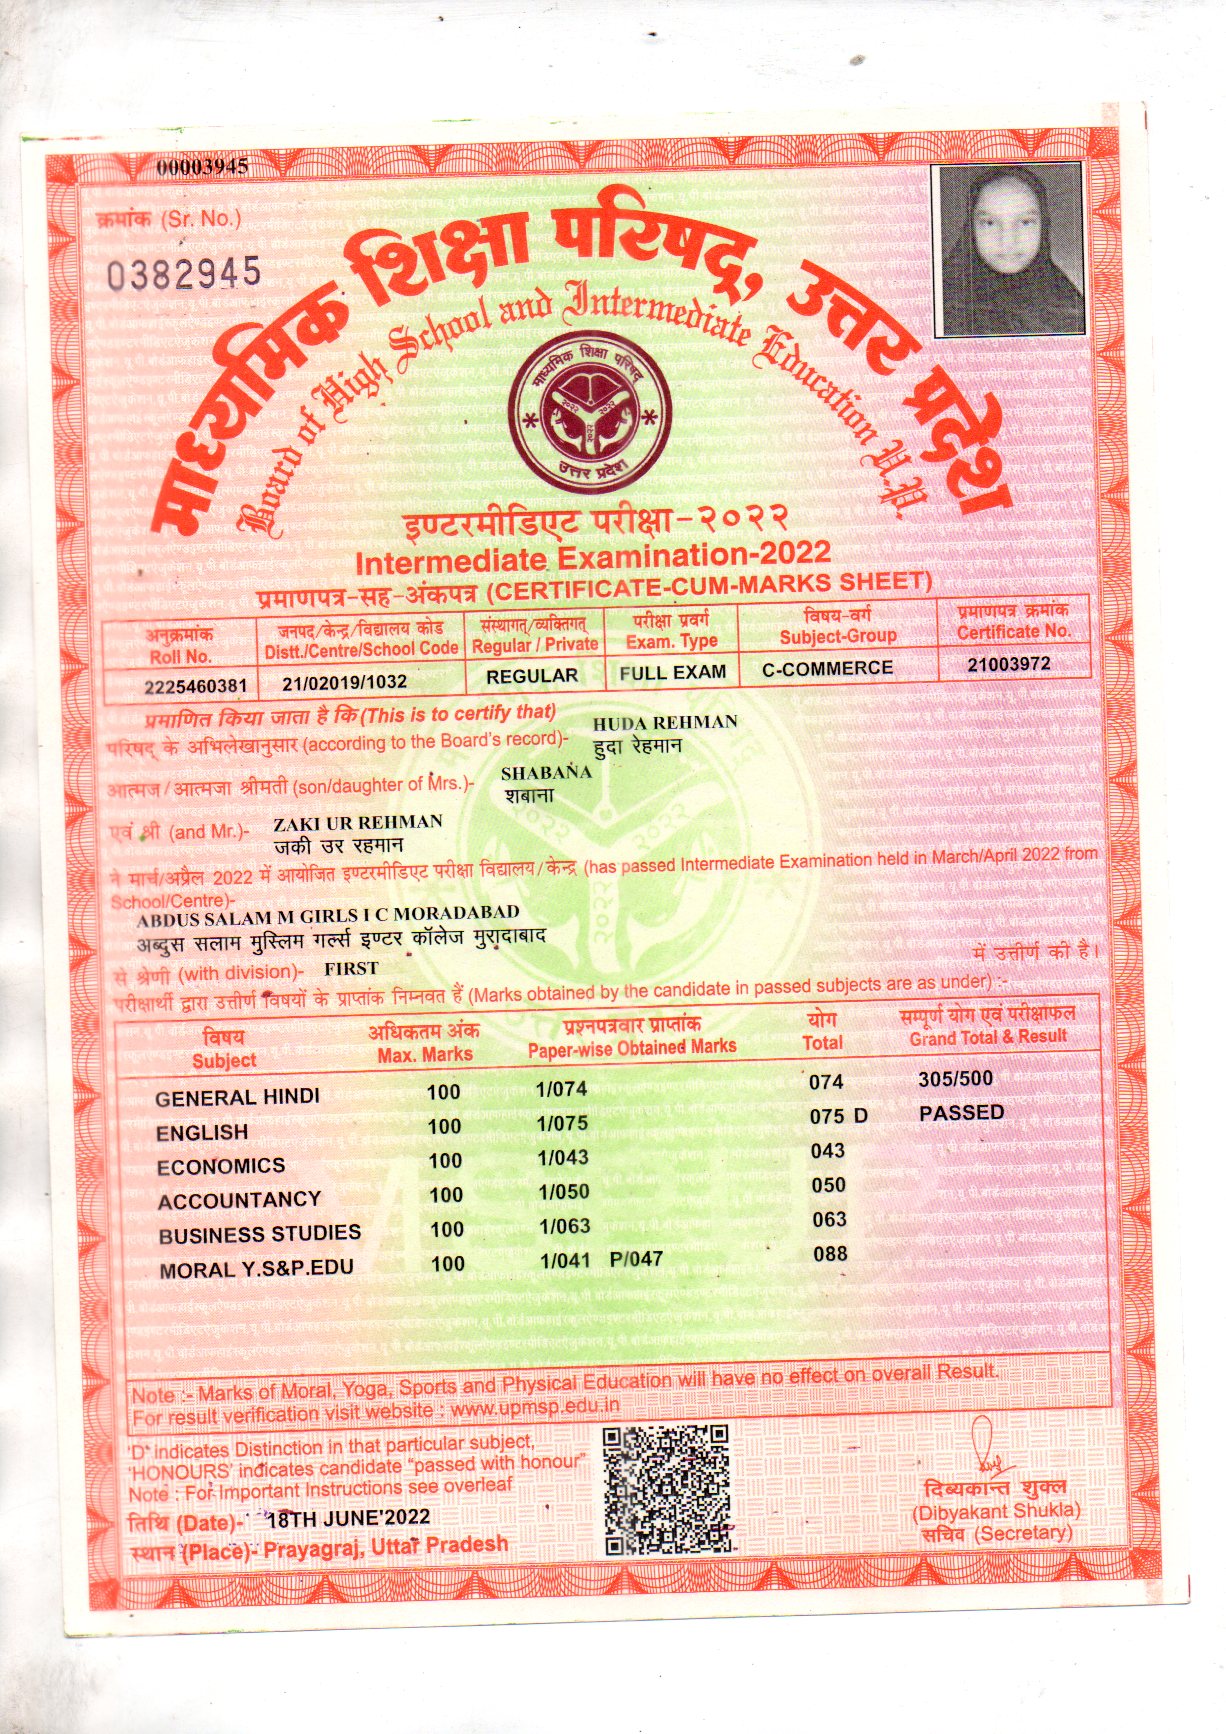 00003945
क्रमांक (Sr. No.)
0382945
माध्यमिक शिक्षा परिषद्, उत्तर प्रदेश
Board of High School and Intermediate Education U.P.
माध्यमिक शिक्षा परिषद्
२०२२ २०२२
२०२२
उत्तर प्रदेश
इण्टरमीडिएट परीक्षा-२०२२
Intermediate Examination-2022
प्रमाणपत्र-सह-अंकपत्र (CERTIFICATE-CUM-MARKS SHEET)
अनुक्रमांक जनपद/केन्द्र/विद्यालय कोड संस्थागत्/व्यक्तिगत् परीक्षा प्रवर्ग विषय-वर्ग प्रमाणपत्र क्रमांक
Roll No. Distt./Centre/School Code Regular / Private Exam. Type Subject-Group Certificate No.
2225460381 21/02019/1032 REGULAR FULL EXAM C-COMMERCE 21003972
प्रमाणित किया जाता है कि (This is to certify that)
HUDA REHMAN
परिषद् के अभिलेखानुसार (according to the Board's record)- हुदा रेहमान
SHABANA
आत्मज/आत्मजा श्रीमती (son/daughter of Mrs.)- शबाना
एवं श्री (and Mr.)- ZAKI UR REHMAN
जकी उर रहमान
ने मार्च/अप्रैल 2022 में आयोजित इण्टरमीडिएट परीक्षा विद्यालय/केन्द्र (has passed Intermediate Examination held in March/April 2022 from
School/Centre)-
ABDUS SALAM M GIRLS I C MORADABAD
अब्दुस सलाम मुस्लिम गर्ल्स इण्टर कॉलेज मुरादाबाद
से श्रेणी (with division)- FIRST में उत्तीर्ण की है।
परीक्षार्थी द्वारा उत्तीर्ण विषयों के प्राप्तांक निम्नवत हैं (Marks obtained by the candidate in passed subjects are as under) :-
विषय अधिकतम अंक प्रश्नपत्रवार प्राप्तांक योग सम्पूर्ण योग एवं परीक्षाफल
Subject Max. Marks Paper-wise Obtained Marks Total Grand Total & Result
GENERAL HINDI 100 1/074 074 305/500
ENGLISH 100 1/075 075 D PASSED
ECONOMICS 100 1/043 043
ACCOUNTANCY 100 1/050 050
BUSINESS STUDIES 100 1/063 063
MORAL Y.S&P.EDU 100 1/041 P/047 088
Note :- Marks of Moral, Yoga, Sports and Physical Education will have no effect on overall Result.
For result verification visit website : www.upmsp.edu.in
'D' indicates Distinction in that particular subject,
'HONOURS' indicates candidate "passed with honour"
Note : For Important Instructions see overleaf
तिथि (Date)- 18TH JUNE'2022
स्थान (Place)- Prayagraj, Uttar Pradesh
दिब्यकान्त शुक्ल
(Dibyakant Shukla)
सचिव (Secretary)